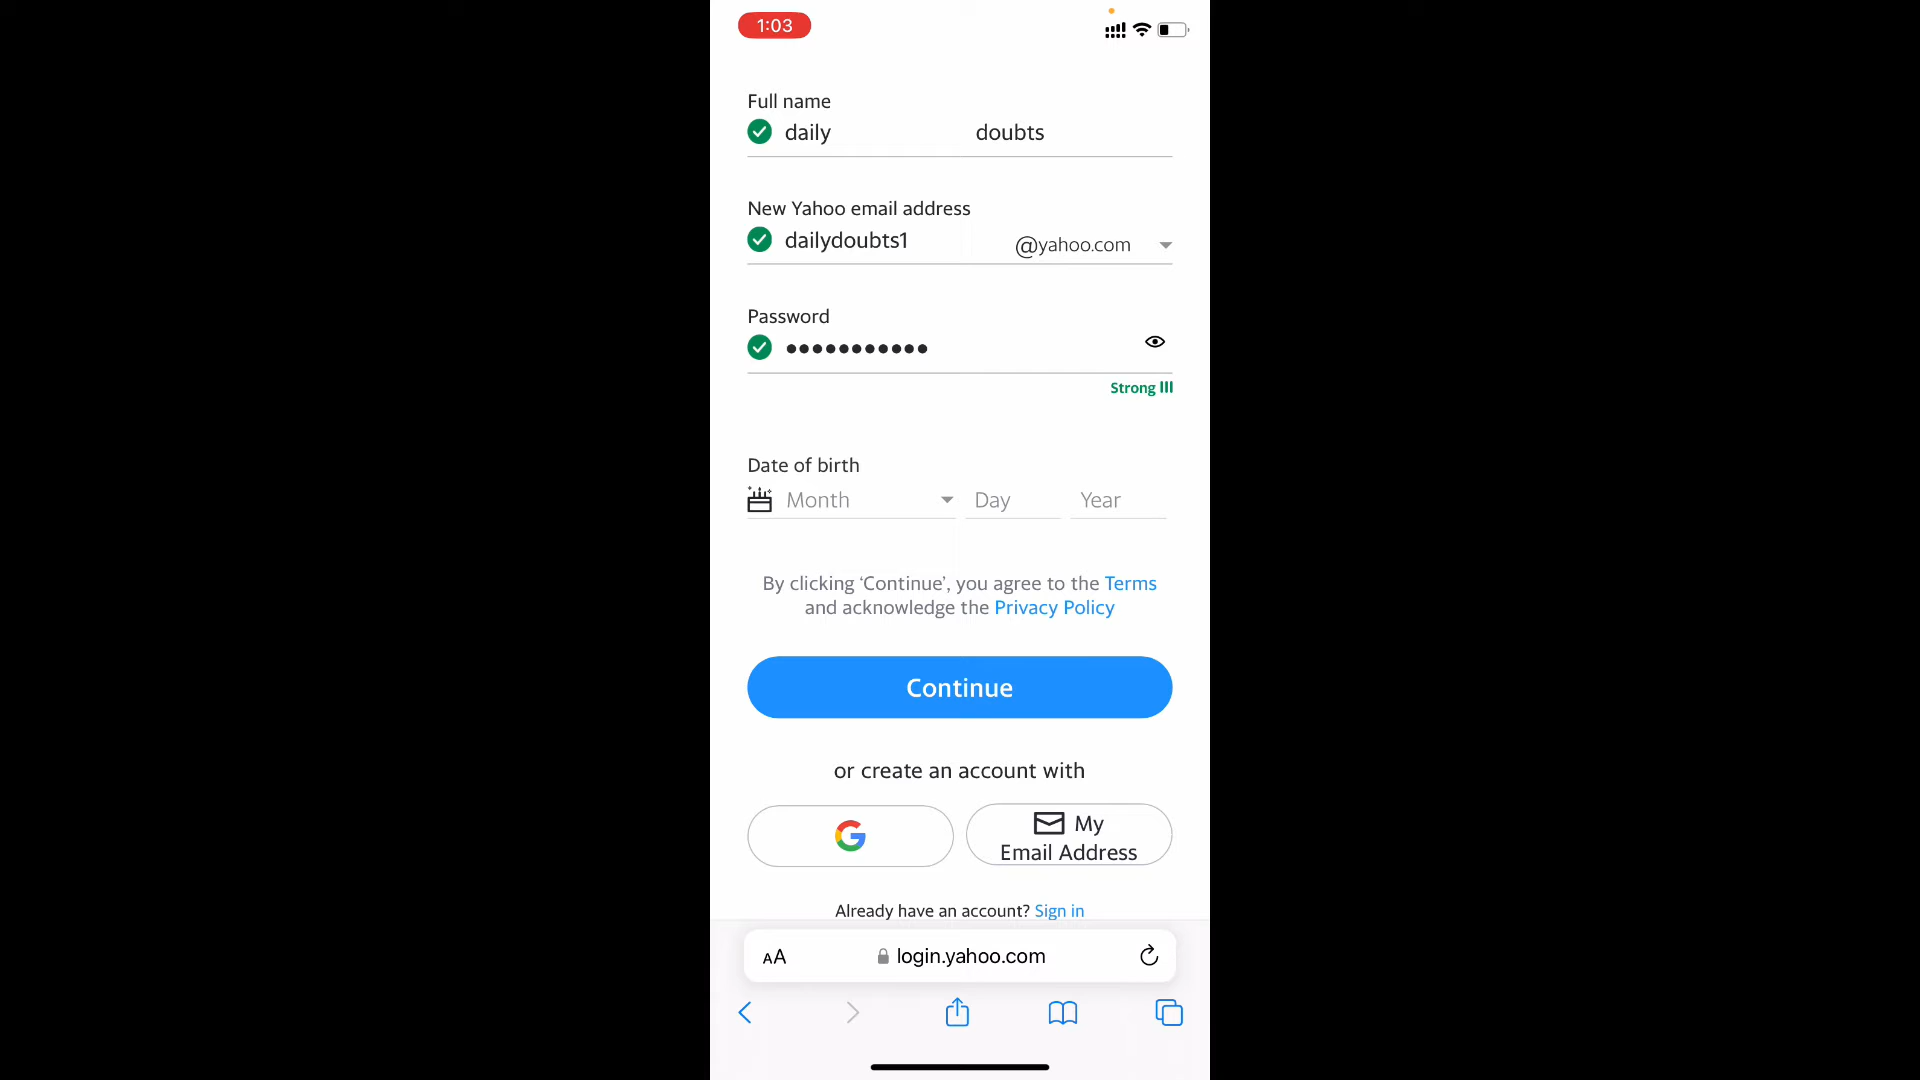 1:03
Full name
daily doubts
New Yahoo email address
dailydoubts1 @yahoo.com
Password
●●●●●●●●●●●
Strong
Date of birth
Month Day Year
By clicking ‘Continue’, you agree to the Terms
and acknowledge the Privacy Policy
Continue
or create an account with
G My
Email Address
Already have an account? Sign in
AA login.yahoo.com